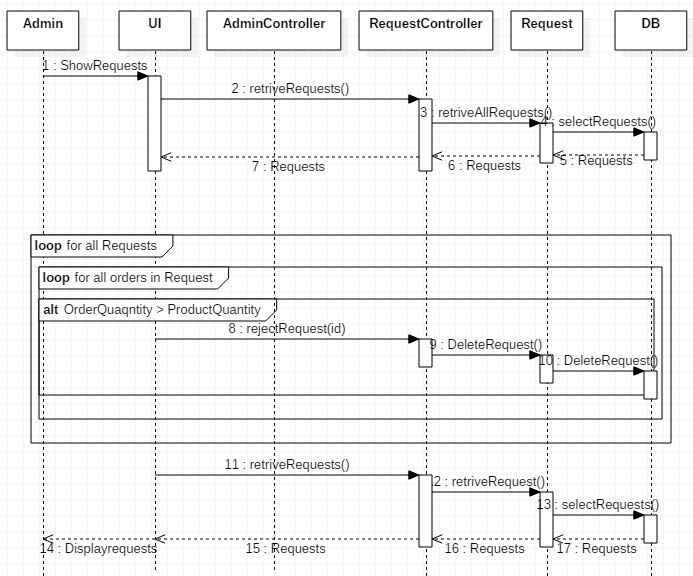 Admin
UI
AdminController
RequestController
Request
DB
1 : ShowRequests
2 : retriveRequests()
3 : retriveAllRequests()
4 : selectRequests()
5 : Requests
6 : Requests
7 : Requests
loop for all Requests
loop for all orders in Request
alt OrderQuaqntity > ProductQuantity
8 : rejectRequest(id)
9 : DeleteRequest()
10 : DeleteRequest()
11 : retriveRequests()
2 : retriveRequest()
13 : selectRequests()
14 : Displayrequests
15 : Requests
16 : Requests
17 : Requests